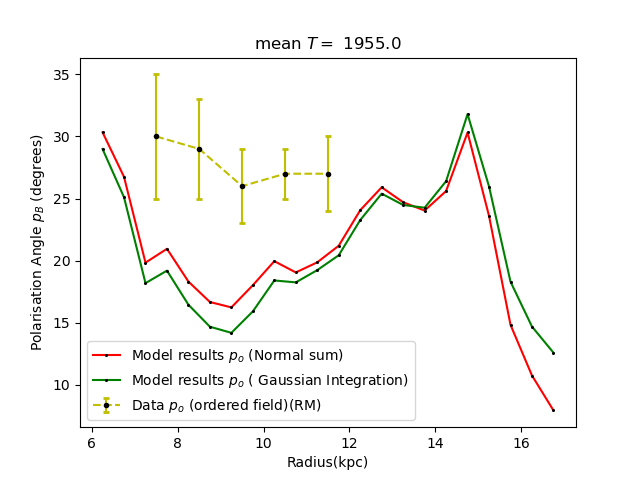 mean T = 1955.0
Polarisation Angle p_B (degrees)
35
30
25
20
15
10
Model results p_o (Normal sum)
Model results p_o ( Gaussian Integration)
Data p_o (ordered field)(RM)
6 8 10 12 14 16
Radius(kpc)